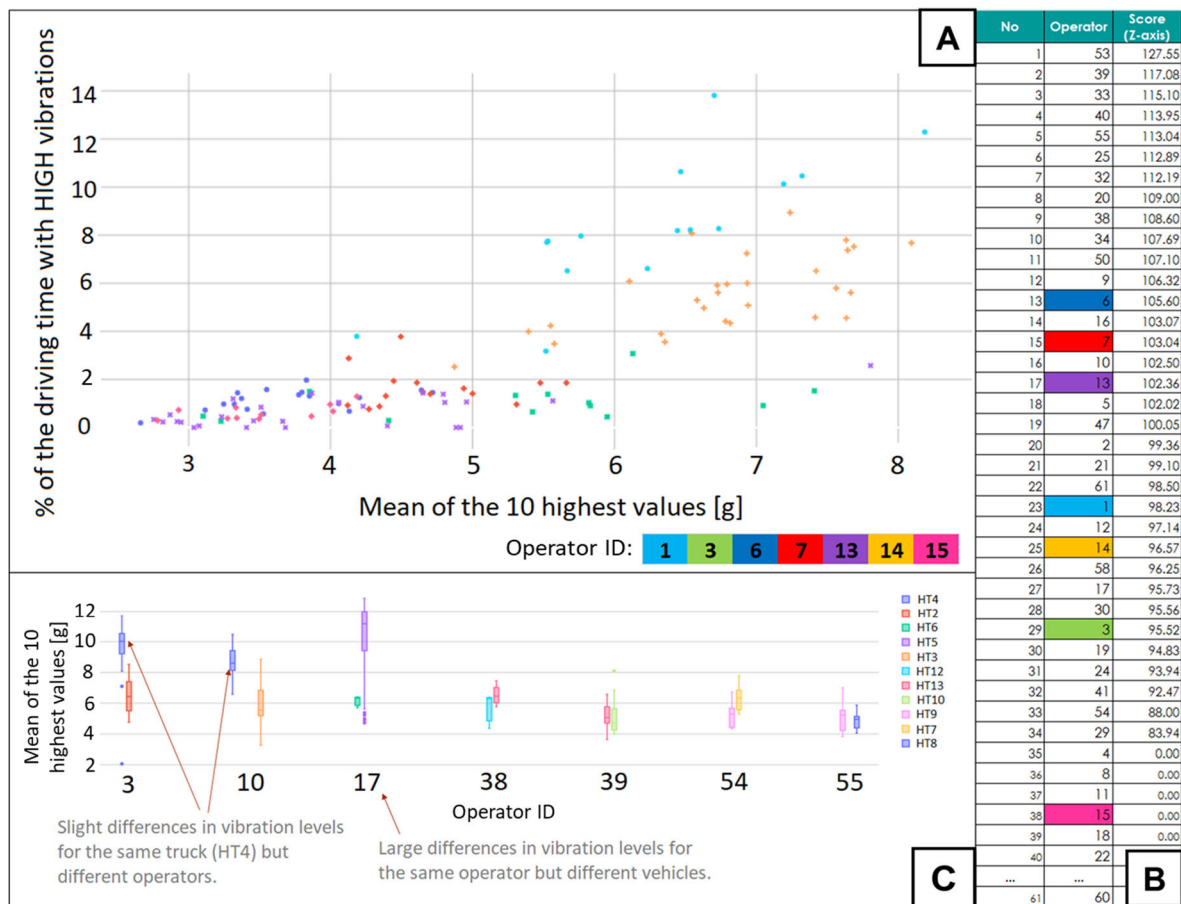 A
% of the driving time with HIGH vibrations
14
12
10
8
6
4
2
0
3 4 5 6 7 8
Mean of the 10 highest values [g]
Operator ID: 1 3 6 7 13 14 15
No Operator Score (Z-axis)
1 53 127.55
2 39 117.08
3 33 115.10
4 40 113.95
5 55 113.04
6 25 112.89
7 32 112.19
8 20 109.00
9 38 108.60
10 34 107.69
11 50 107.10
12 9 106.32
13 6 105.60
14 16 103.07
15 7 103.04
16 10 102.50
17 13 102.36
18 5 102.02
19 47 100.05
20 2 99.36
21 21 99.10
22 61 98.50
23 1 98.23
24 12 97.14
25 14 96.57
26 58 96.25
27 17 95.73
28 30 95.56
29 3 95.52
30 19 94.83
31 24 93.94
32 41 92.47
33 54 88.00
34 29 83.94
35 4 0.00
36 8 0.00
37 11 0.00
38 15 0.00
39 18 0.00
40 22
... ...
61 60
B
Mean of the 10
highest values [g]
12
10
8
6
4
2
3 10 17 38 39 54 55
Operator ID
HT4
HT2
HT6
HT5
HT3
HT12
HT13
HT10
HT9
HT7
HT8
Slight differences in vibration levels
for the same truck (HT4) but
different operators.
Large differences in vibration levels for
the same operator but different vehicles.
C